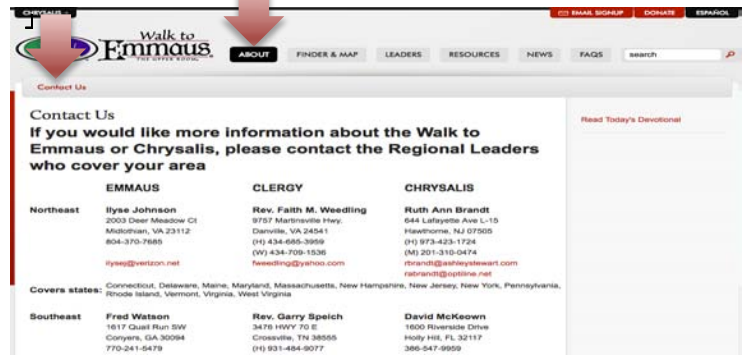 CHRYSALIS
EMAIL SIGNUP DONATE ESPAÑOL
Walk to
Emmaus
THE UPPER ROOM
ABOUT FINDER & MAP LEADERS RESOURCES NEWS FAQS search
Contact Us
Contact Us
Read Today's Devotional
If you would like more information about the Walk to
Emmaus or Chrysalis, please contact the Regional Leaders
who cover your area
EMMAUS CLERGY CHRYSALIS
Northeast Ilyse Johnson Rev. Faith M. Weedling Ruth Ann Brandt
2003 Deer Meadow Ct 9757 Martinsville Hwy. 644 Lafayette Ave L-15
Midlothian, VA 23112 Danville, VA 24541 Hawthorne, NJ 07505
804-370-7685 (H) 434-685-3959 (H) 973-423-1724
(W) 434-709-1536 (M) 201-310-0474
ilysej@verizon.net fweedling@yahoo.com rbrandt@ashleystewart.com
rabrandt@optiline.net
Covers states: Connecticut, Delaware, Maine, Maryland, Massachusetts, New Hampshire, New Jersey, New York, Pennsylvania,
Rhode Island, Vermont, Virginia, West Virginia
Southeast Fred Watson Rev. Garry Speich David McKeown
1617 Quail Run SW 3476 HWY 70 E 1600 Riverside Drive
Conyers, GA 30094 Crossville, TN 38555 Holly Hill, FL 32117
770-241-5479 (H) 931-484-9077 386-547-9959